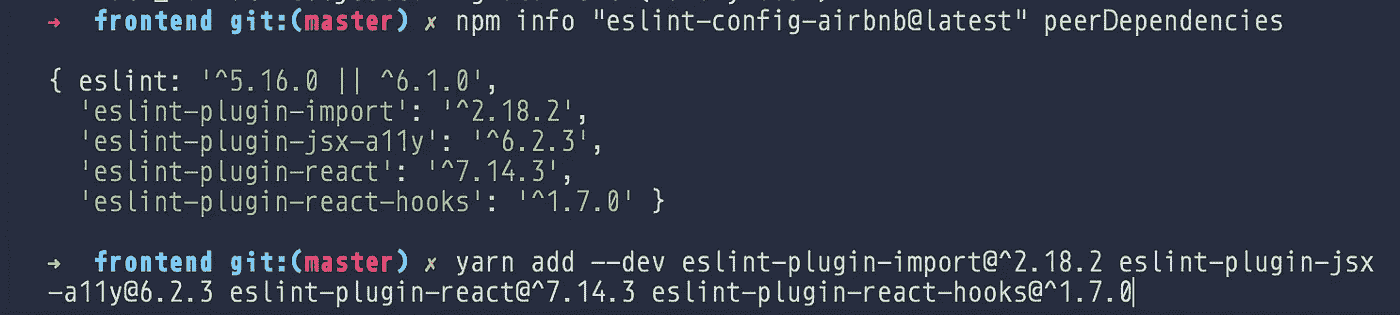 → frontend git:(master) ✗ npm info "eslint-config-airbnb@latest" peerDependencies
{ eslint: '^5.16.0 || ^6.1.0',
'eslint-plugin-import': '^2.18.2',
'eslint-plugin-jsx-a11y': '^6.2.3',
'eslint-plugin-react': '^7.14.3',
'eslint-plugin-react-hooks': '^1.7.0' }
→ frontend git:(master) ✗ yarn add --dev eslint-plugin-import@^2.18.2 eslint-plugin-jsx
-a11y@6.2.3 eslint-plugin-react@^7.14.3 eslint-plugin-react-hooks@^1.7.0